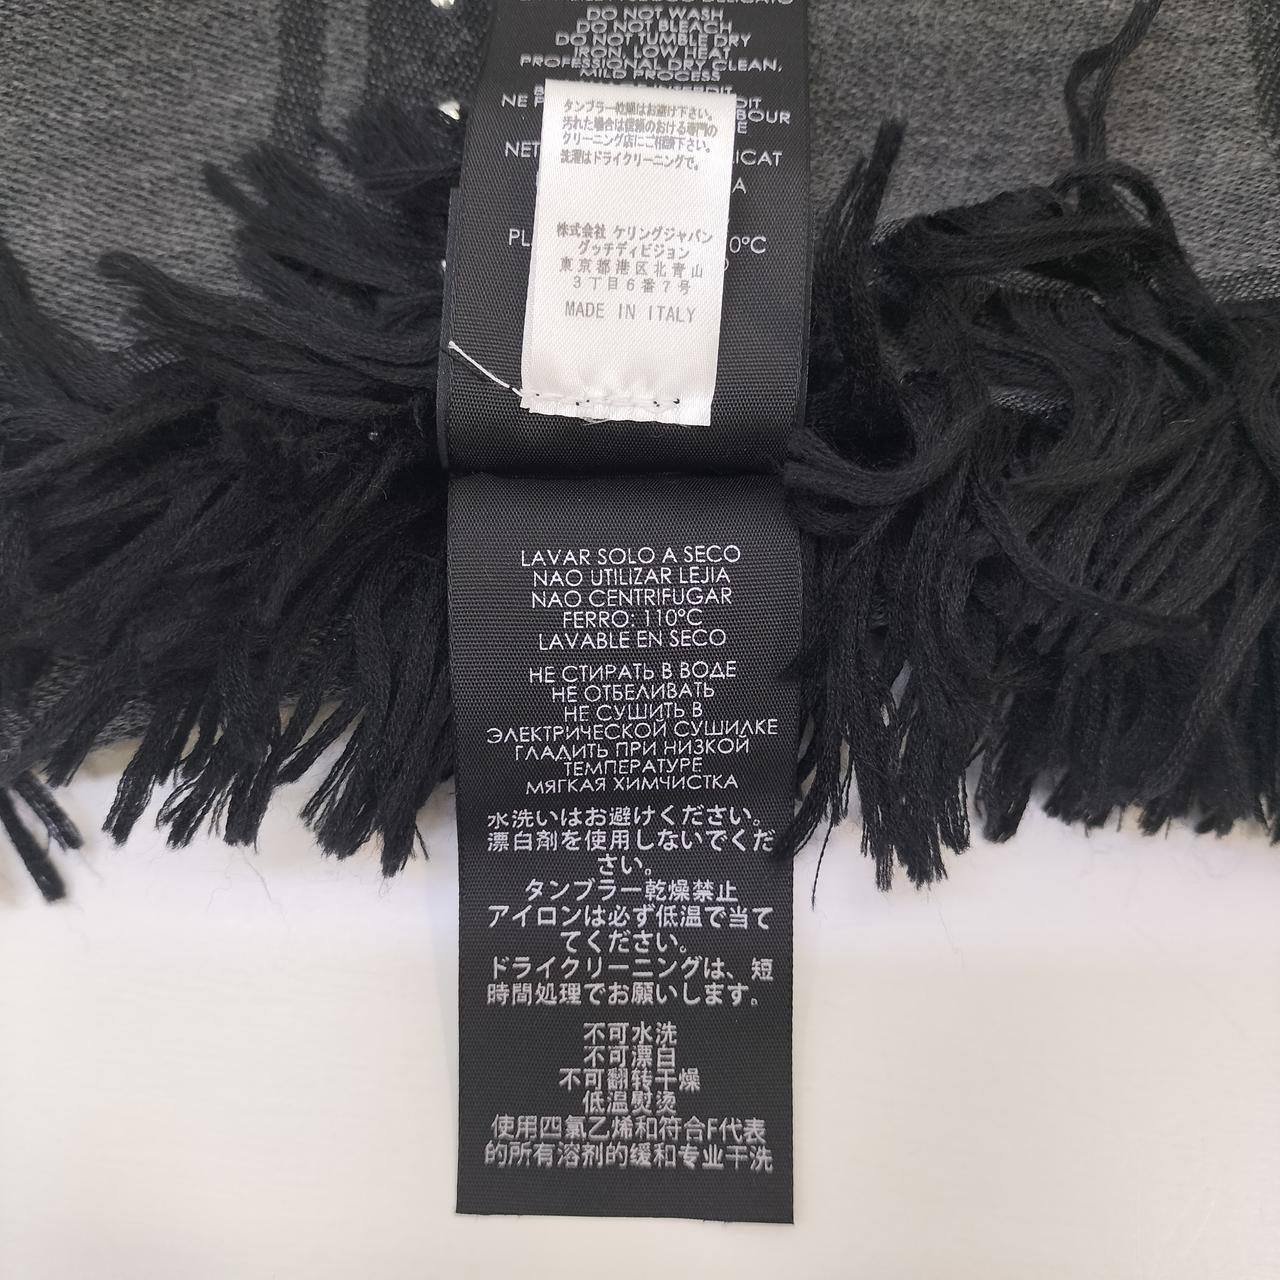 DO NOT WASH
DO NOT BLEACH
DO NOT TUMBLE DRY
IRON, LOW HEAT
PROFESSIONAL DRY CLEAN,
MILD PROCESS
NE
BOUR
NET
ICAT
A
PL
0°C
タンブラー乾燥はお避け下さい。
汚れた場合は信頼のおける専門の
クリーニング店にご相談下さい。
洗濯はドライクリーニングで。
株式会社 ケリングジャパン
グッチディビジョン
東京都港区北青山
3丁目6番7号
MADE IN ITALY
LAVAR SOLO A SECO
NAO UTILIZAR LEJIA
NAO CENTRIFUGAR
FERRO: 110°C
LAVABLE EN SECO
НЕ СТИРАТЬ В ВОДЕ
НЕ ОТБЕЛИВАТЬ
НЕ СУШИТЬ В
ЭЛЕКТРИЧЕСКОЙ СУШИЛКЕ
ГЛАДИТЬ ПРИ НИЗКОЙ
ТЕМПЕРАТУРЕ
МЯГКАЯ ХИМЧИСТКА
水洗いはお避けください。
漂白剤を使用しないでくだ
さい。
タンブラー乾燥禁止
アイロンは必ず低温で当て
てください。
ドライクリーニングは、短
時間処理でお願いします。
不可水洗
不可漂白
不可翻转干燥
低温熨烫
使用四氯乙烯和符合F代表
的所有溶剂的缓和专业干洗